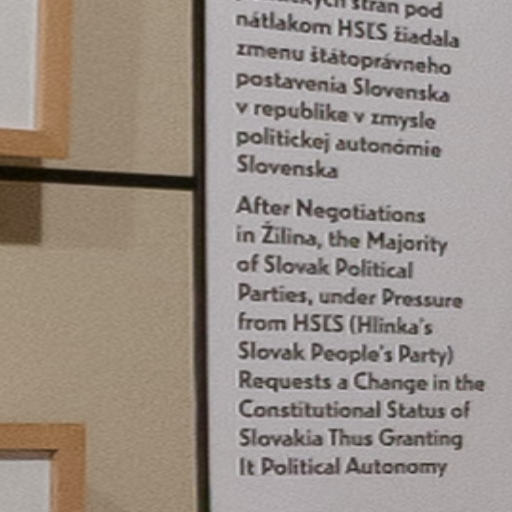 strán pod
nátlakom HSĽS žiadala
zmenu štátoprávneho
postavenia Slovenska
v republike v zmysle
politickej autonómie
Slovenska
After Negotiations
in Žilina, the Majority
of Slovak Political
Parties, under Pressure
from HSĽS (Hlinka's
Slovak People's Party)
Requests a Change in the
Constitutional Status of
Slovakia Thus Granting
It Political Autonomy